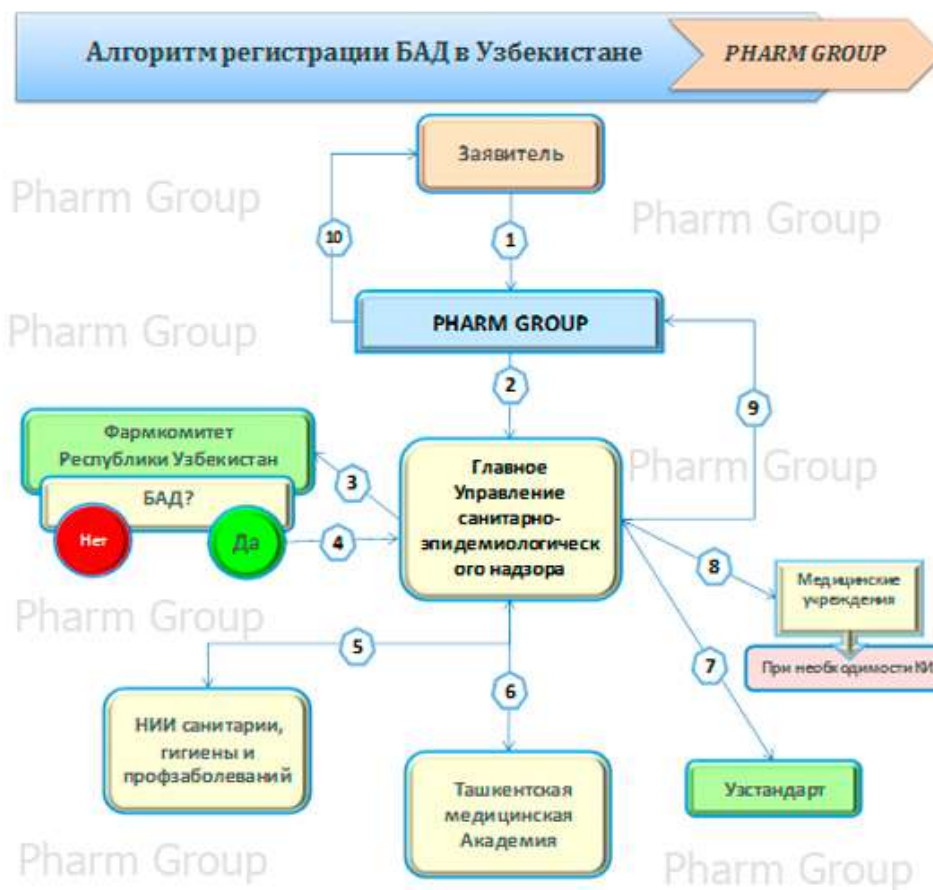 Алгоритм регистрации БАД в Узбекистане
PHARM GROUP
Заявитель
Pharm Group
Pharm Group
10
1
Pharm Group
PHARM GROUP
2
9
Фармкомитет
Республики Узбекистан
БАД?
Нет
Да
3
4
Главное
Управление
санитарно-
эпидемиологическ
ого надзора
Pharm Group
8
Медицинские
учреждения
При необходимости КИ
Pharm Group
5
6
7
НИИ санитарии,
гигиены и
профзаболеваний
Ташкентская
медицинская
Академия
Узстандарт
Pharm Group
Pharm Group